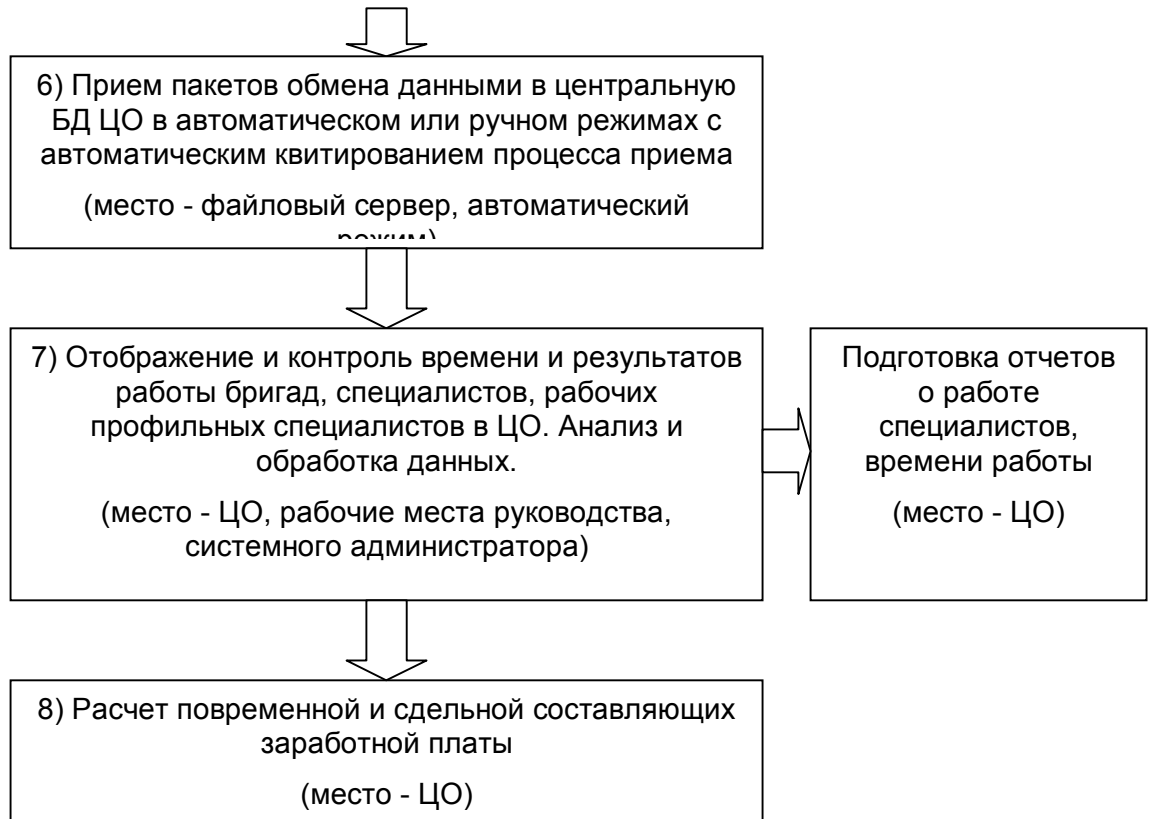 6) Прием пакетов обмена данными в центральную
БД ЦО в автоматическом или ручном режимах с
автоматическим квитированием процесса приема
(место - файловый сервер, автоматический
режим)
7) Отображение и контроль времени и результатов
работы бригад, специалистов, рабочих
профильных специалистов в ЦО. Анализ и
обработка данных.
(место - ЦО, рабочие места руководства,
системного администратора)
Подготовка отчетов
о работе
специалистов,
времени работы
(место - ЦО)
8) Расчет повременной и сдельной составляющих
заработной платы
(место - ЦО)